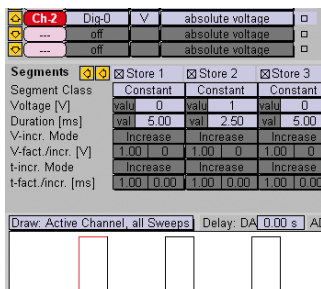 Ch-2 Dig-0 V absolute voltage
--- off absolute voltage
--- off absolute voltage
Segments Store 1 Store 2 Store 3
Segment Class Constant Constant Constant
Voltage [V] valu 0 valu 1 valu 0
Duration [ms] val 5.00 val 2.50 val 5.00
V-incr. Mode Increase Increase Increase
V-fact./incr. [V] 1.00 0 1.00 0 1.00 0
t-incr. Mode Increase Increase Increase
t-fact./incr. [ms] 1.00 0.00 1.00 0.00 1.00 0.00
Draw: Active Channel, all Sweeps Delay: DA 0.00 s